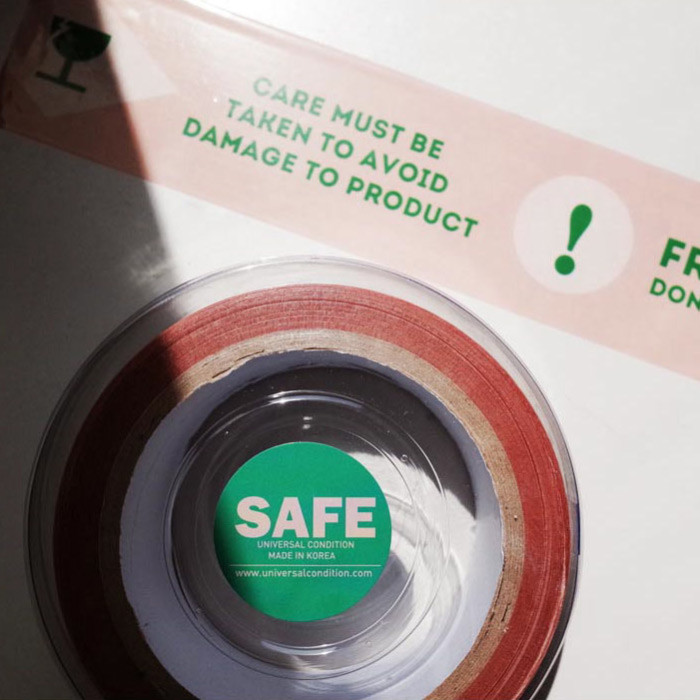 CARE MUST BE
TAKEN TO AVOID
DAMAGE TO PRODUCT
!
FR
DON
SAFE
UNIVERSAL CONDITION
MADE IN KOREA
www.universalcondition.com